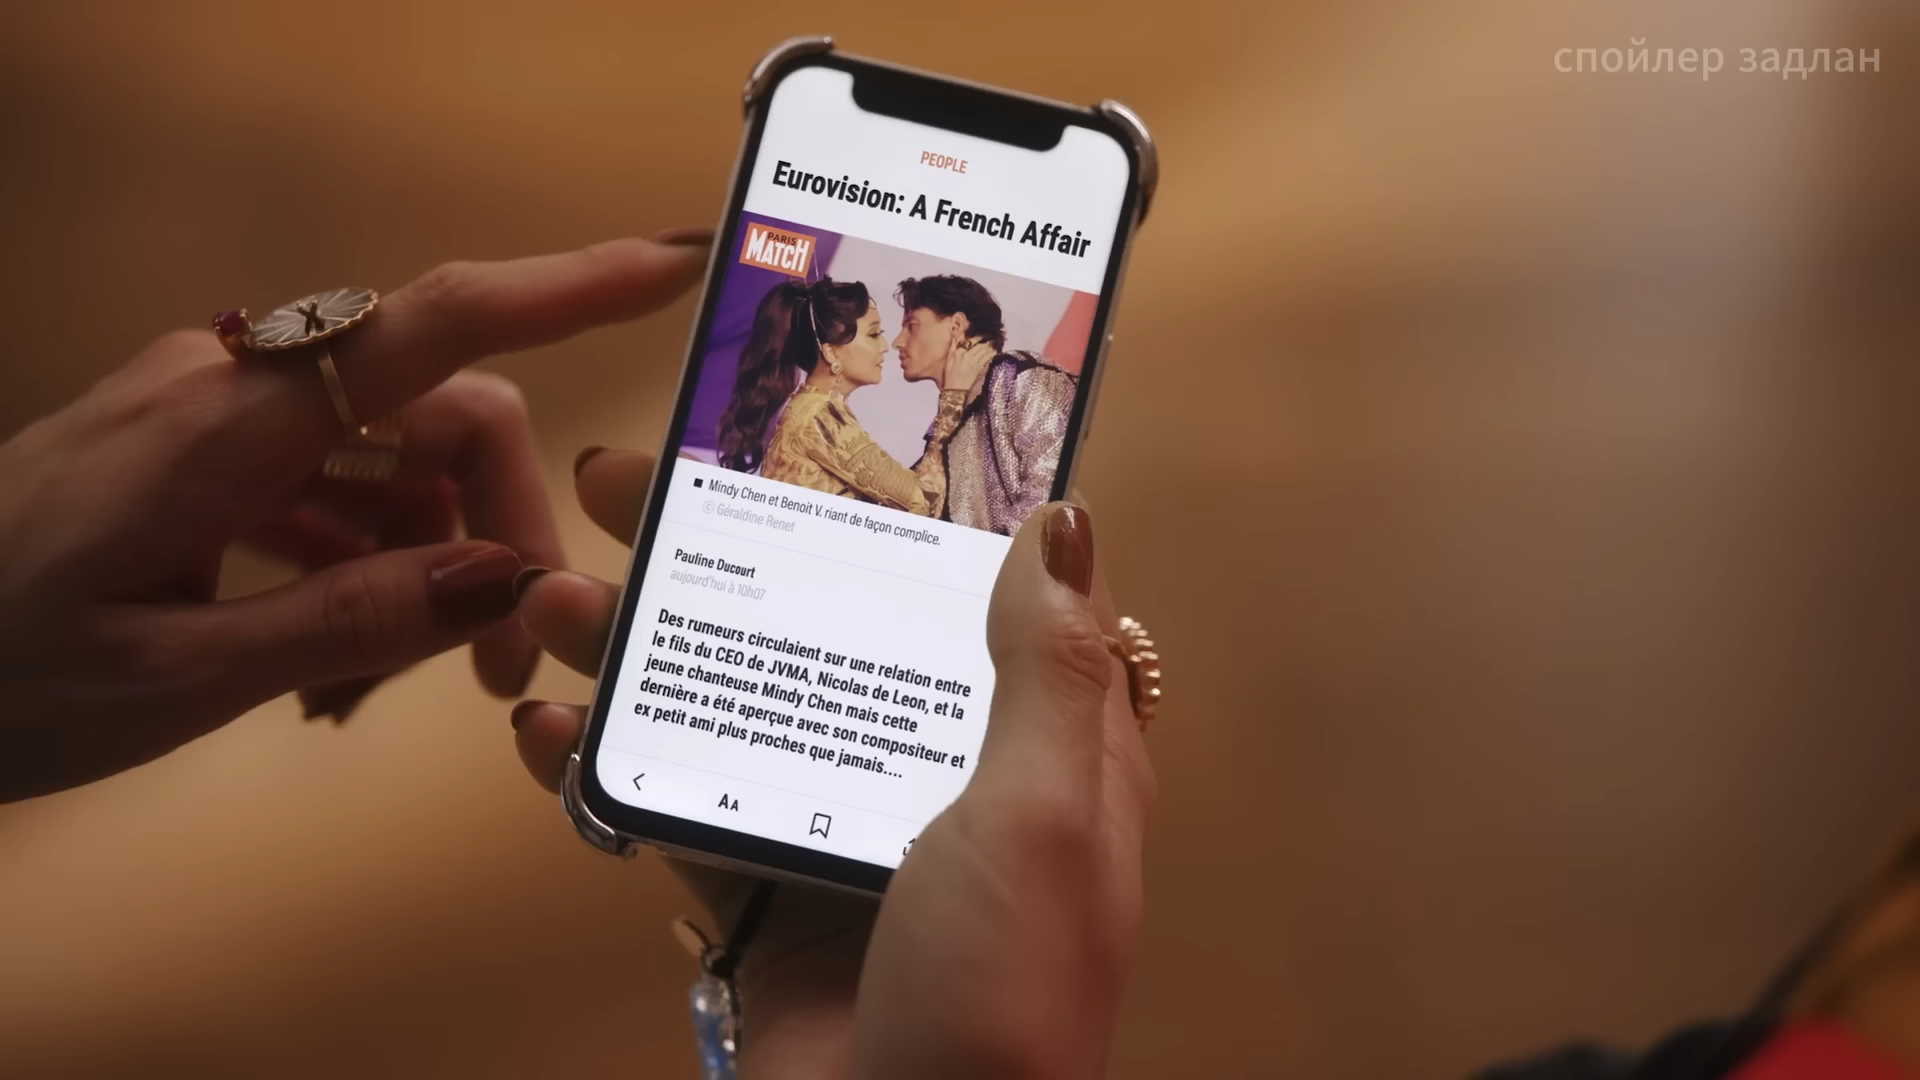 спойлер задлан
PEOPLE
Eurovision: A French Affair
PARIS
MATCH
Mindy Chen et Benoit V. riant de façon complice.
© Géraldine Renet
Pauline Ducourt
aujourd'hui à 10h07
Des rumeurs circulaient sur une relation entre
le fils du CEO de JVMA, Nicolas de Leon, et la
jeune chanteuse Mindy Chen mais cette
dernière a été aperçue avec son compositeur et
ex petit ami plus proches que jamais....
AA